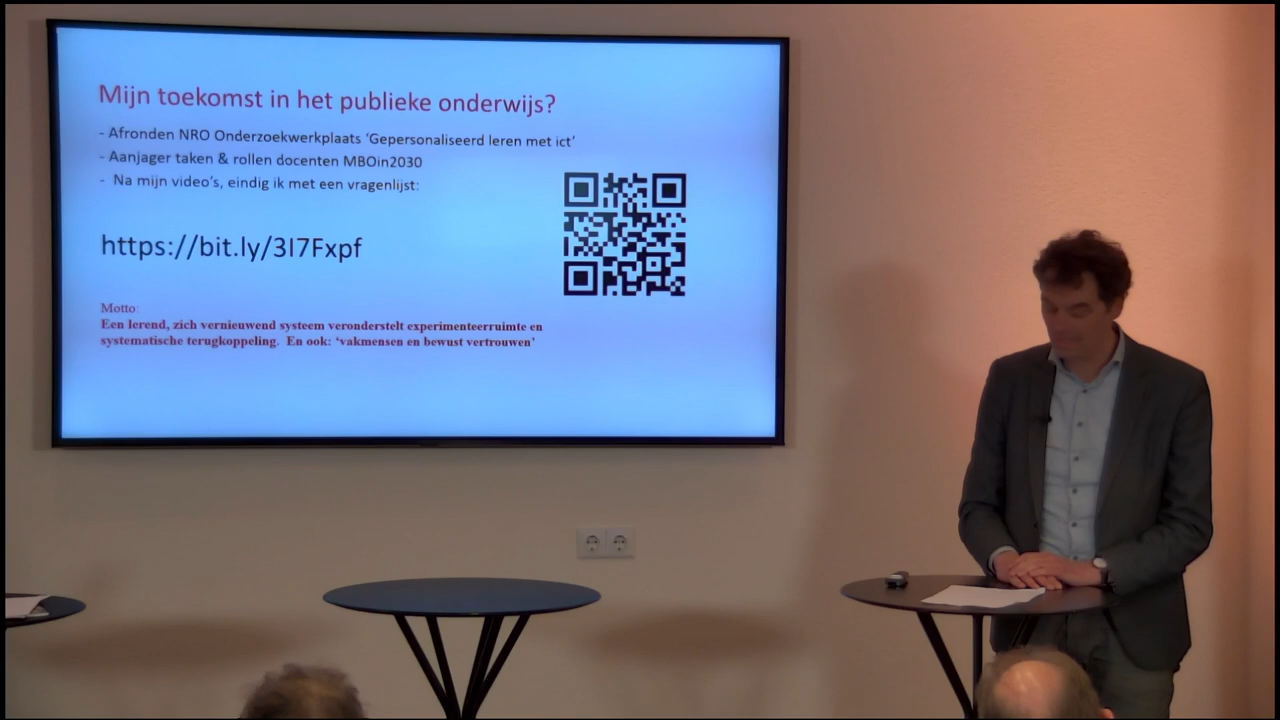 Mijn toekomst in het publieke onderwijs?
- Afronden NRO Onderzoekwerkplaats ‘Gepersonaliseerd leren met ict’
- Aanjager taken & rollen docenten MBOin2030
- Na mijn video’s, eindig ik met een vragenlijst:
https://bit.ly/3I7Fxpf
Motto:
Een lerend, zich vernieuwend systeem veronderstelt experimenteerruimte en
systematische terugkoppeling. En ook: ‘vakmensen en bewust vertrouwen’